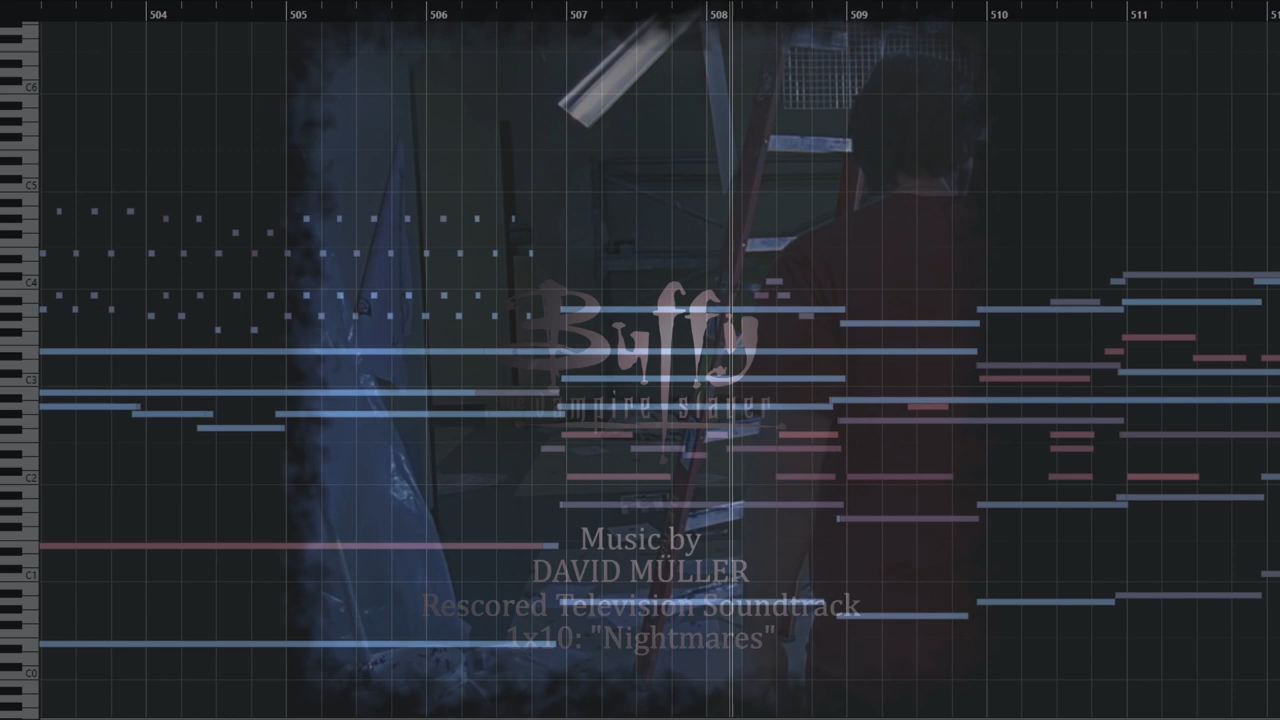 504 505 506 507 508 509 510 511 51
C6
C5
C4
Buffy
C3
vampire slayer
C2
Music by
DAVID MÜLLER
C1
Rescored Television Soundtrack
1x10: "Nightmares"
C0